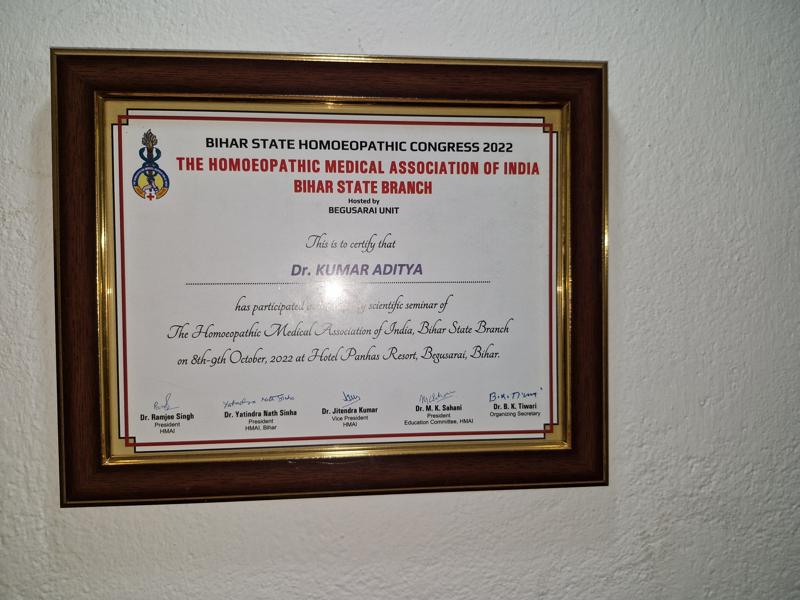 BIHAR STATE HOMOEOPATHIC CONGRESS 2022
THE HOMOEOPATHIC MEDICAL ASSOCIATION OF INDIA
BIHAR STATE BRANCH
Hosted by
BEGUSARAI UNIT
This is to certify that
Dr. KUMAR ADITYA
has participated scientific seminar of
The Homoeopathic Medical Association of India, Bihar State Branch
on 8th-9th October, 2022 at Hotel Panhas Resort, Begusarai, Bihar.
Yatindra Nath Sinha
B.K. Tiwari
Dr. Ramjee Singh
President
HMAI
Dr. Yatindra Nath Sinha
President
HMAI, Bihar
Dr. Jitendra Kumar
Vice President
HMAI
Dr. M. K. Sahani
President
Education Committee, HMAI
Dr. B. K. Tiwari
Organizing Secretary